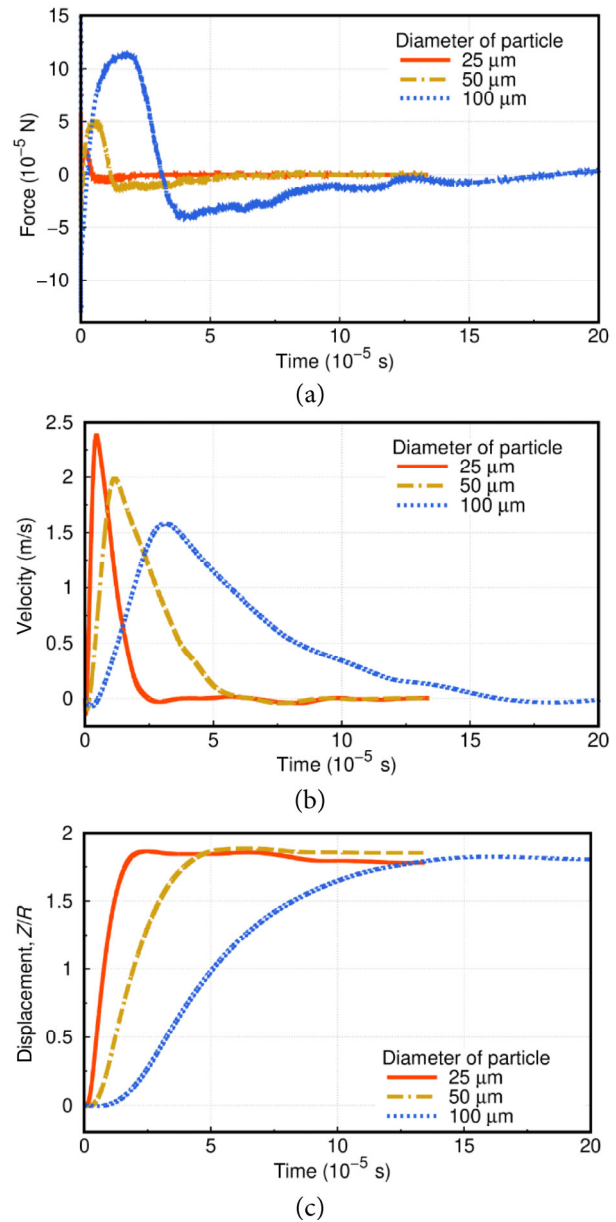 15
10
5
0
−5
−10
Force (10⁻⁵ N)
Diameter of particle
25 μm
50 μm
100 μm
0 5 10 15 20
Time (10⁻⁵ s)
(a)
2.5
2
1.5
1
0.5
0
Velocity (m/s)
Diameter of particle
25 μm
50 μm
100 μm
0 5 10 15 20
Time (10⁻⁵ s)
(b)
2
1.5
1
0.5
0
Displacement, Z/R
Diameter of particle
25 μm
50 μm
100 μm
0 5 10 15 20
Time (10⁻⁵ s)
(c)